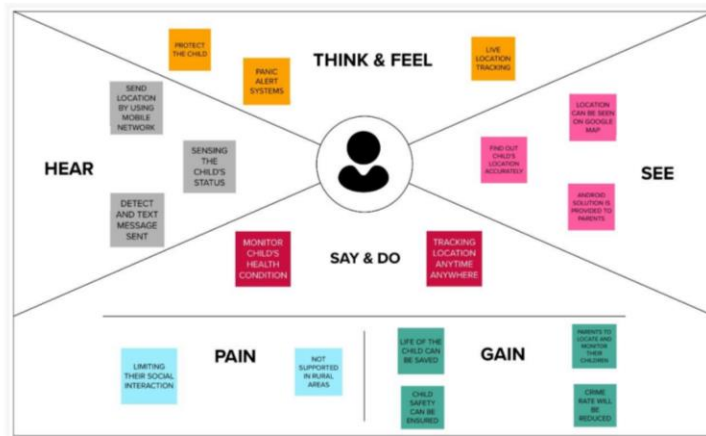 PROTECT
THE CHILD
THINK & FEEL
LIVE
LOCATION
TRACKING
PANIC
ALERT
SYSTEMS
SEND
LOCATION
BY USING
MOBILE
NETWORK
HEAR
SENSING
THE
CHILD'S
STATUS
DETECT
AND TEXT
MESSAGE
SENT
LOCATION
CAN BE SEEN
ON GOOGLE
MAP
FIND OUT
CHILD'S
LOCATION
ACCURATELY
SEE
ANDROID
SOLUTION IS
PROVIDED TO
PARENTS
MONITOR
CHILD'S
HEALTH
CONDITION
SAY & DO
TRACKING
LOCATION
ANYTIME
ANYWHERE
PAIN
LIMITING
THEIR SOCIAL
INTERACTION
NOT
SUPPORTED
IN RURAL
AREAS
GAIN
LIFE OF THE
CHILD CAN
BE SAVED
PARENTS TO
LOCATE AND
MONITOR
THEIR
CHILDREN
CHILD
SAFETY
CAN BE
ENSURED
CRIME
RATE WILL
BE
REDUCED